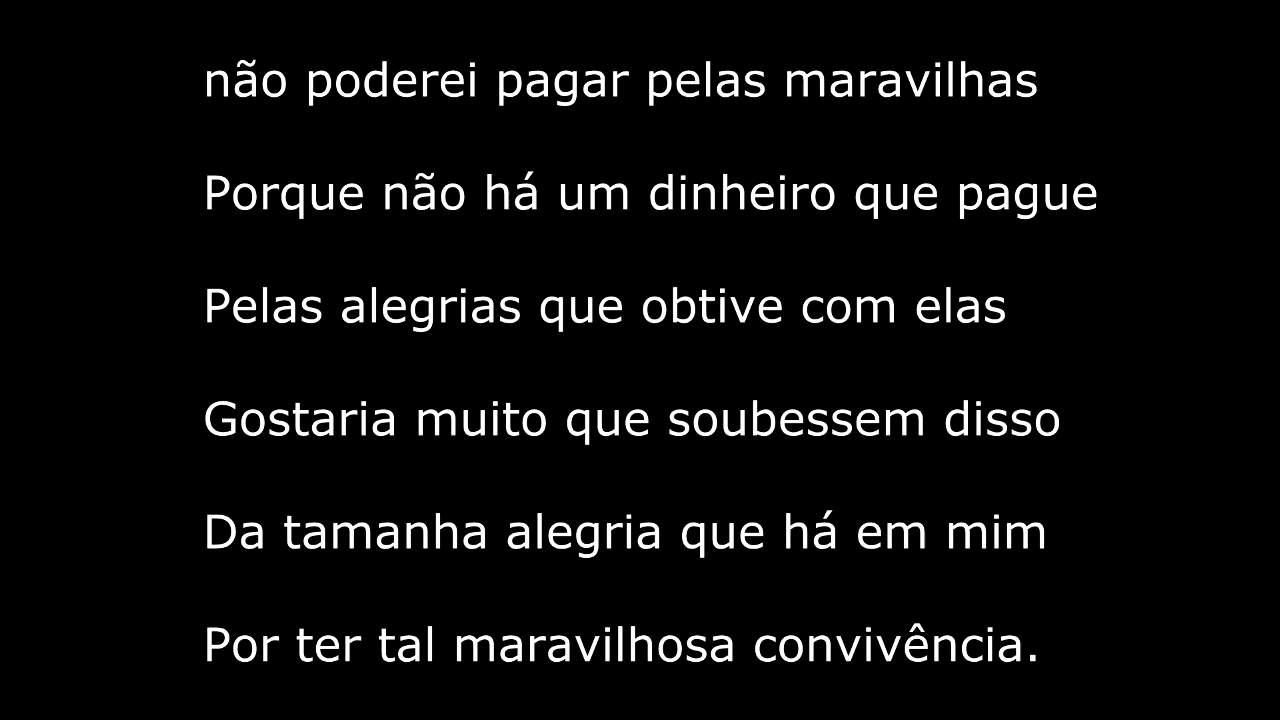 não poderei pagar pelas maravilhas
Porque não há um dinheiro que pague
Pelas alegrias que obtive com elas
Gostaria muito que soubessem disso
Da tamanha alegria que há em mim
Por ter tal maravilhosa convivência.